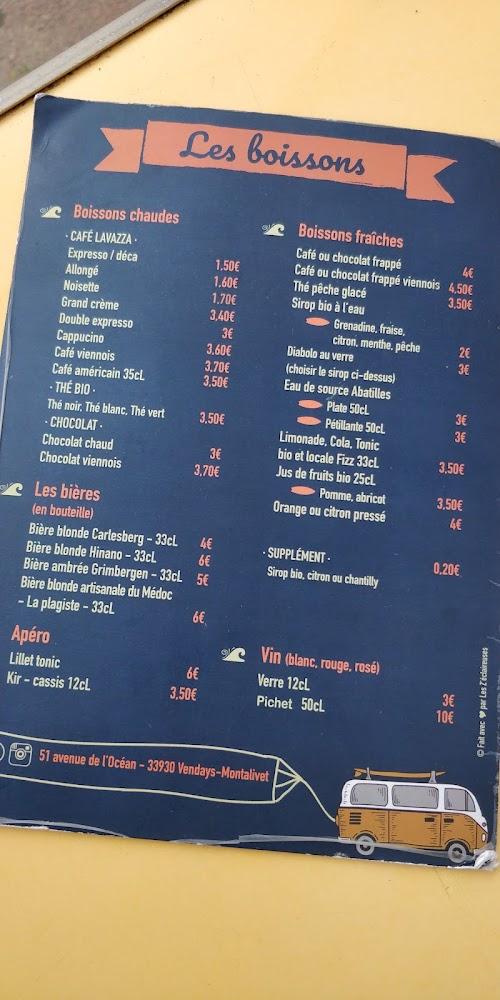 Les boissons
Boissons chaudes
· CAFÉ LAVAZZA ·
Expresso / déca 1,50€
Allongé 1,60€
Noisette 1,70€
Grand crème 3,40€
Double expresso 3€
Cappucino 3,60€
Café viennois 3,70€
Café américain 35cL 3,50€
· THÉ BIO ·
Thé noir, Thé blanc, Thé vert 3,50€
· CHOCOLAT ·
Chocolat chaud 3€
Chocolat viennois 3,70€
Les bières
(en bouteille)
Bière blonde Carlesberg – 33cL 4€
Bière blonde Hinano – 33cL 6€
Bière ambrée Grimbergen – 33cL 5€
Bière blonde artisanale du Médoc
– La plagiste – 33cL 6€
Apéro
Lillet tonic 6€
Kir - cassis 12cL 3,50€
Boissons fraîches
Café ou chocolat frappé 4€
Café ou chocolat frappé viennois 4,50€
Thé pêche glacé 3,50€
Sirop bio à l'eau
Grenadine, fraise,
citron, menthe, pêche 2€
Diabolo au verre 3€
(choisir le sirop ci-dessus)
Eau de source Abatilles
Plate 50cL 3€
Pétillante 50cL 3€
Limonade, Cola, Tonic
bio et locale Fizz 33cL 3,50€
Jus de fruits bio 25cL
Pomme, abricot 3,50€
Orange ou citron pressé 4€
· SUPPLÉMENT ·
Sirop bio, citron ou chantilly 0,20€
Vin (blanc, rouge, rosé)
Verre 12cL 3€
Pichet 50cL 10€
51 avenue de l'Océan – 33930 Vendays-Montalivet
© Fait avec ♥ par Les Z'éclaireuses